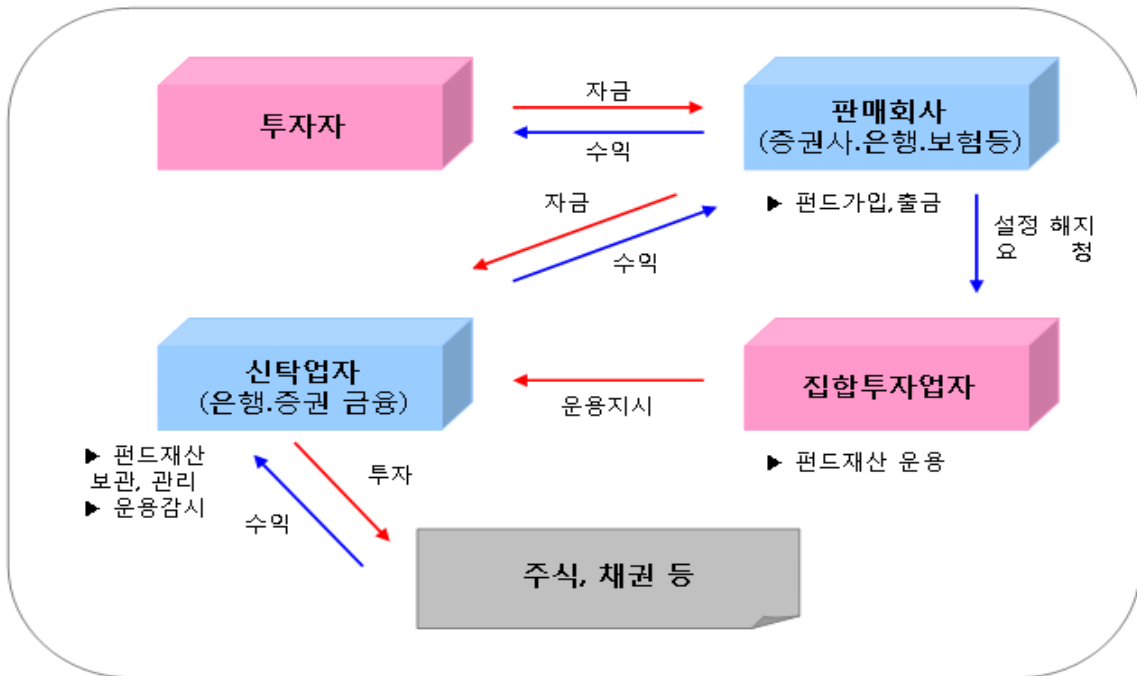 투자자
자금
수익
판매회사
(증권사.은행.보험등)
▶ 펀드가입,출금
자금
수익
설정 해지
요 청
신탁업자
(은행.증권 금융)
운용지시
집합투자업자
▶ 펀드재산
보관, 관리
▶ 운용감시
▶ 펀드재산 운용
투자
수익
주식, 채권 등